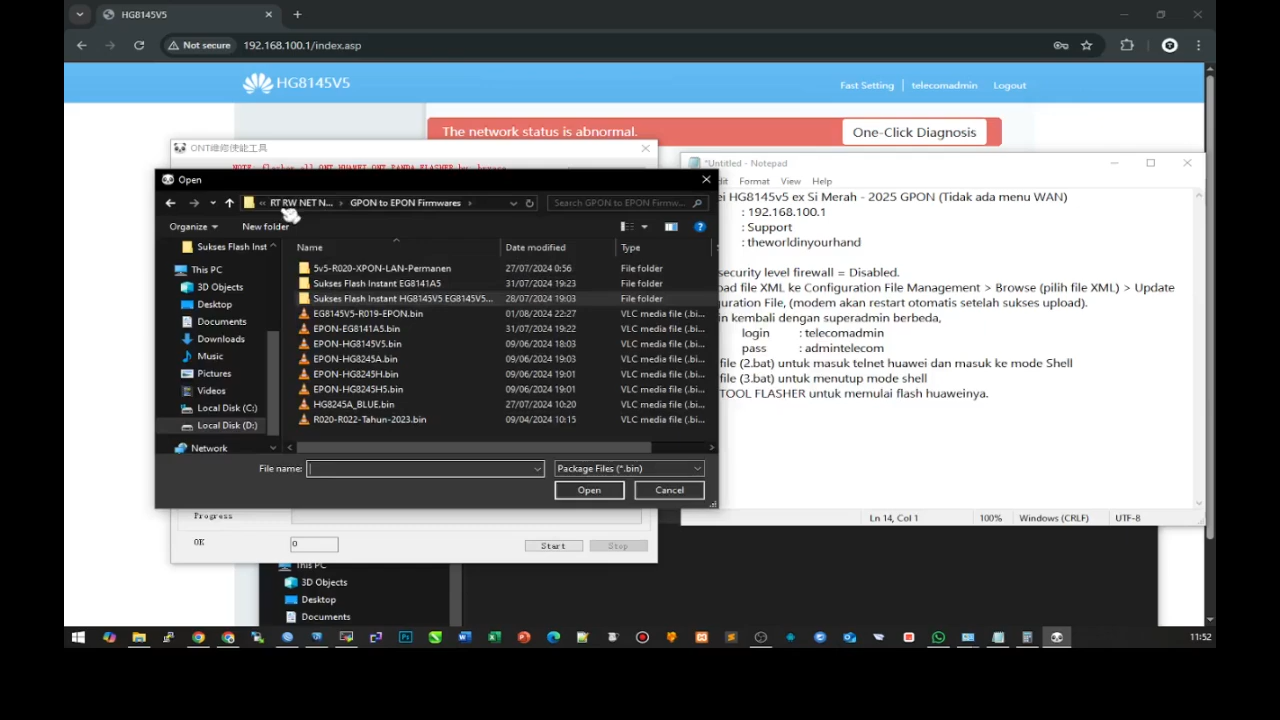 HG8145V5
Not secure
192.168.100.1/index.asp
HG8145V5
Fast Setting
telecomadmin
Logout
The network status is abnormal.
One-Click Diagnosis
ONT维修使能工具
*Untitled - Notepad
Format View Help
ei HG8145v5 ex Si Merah - 2025 GPON (Tidak ada menu WAN)
: 192.168.100.1
: Support
: theworldinyourhand
security level firewall = Disabled.
oad file XML ke Configuration File Management > Browse (pilih file XML) > Update
uration File, (modem akan restart otomatis setelah sukses upload).
in kembali dengan superadmin berbeda,
login : telecomadmin
pass : admintelecom
file (2.bat) untuk masuk telnet huawei dan masuk ke mode Shell
file (3.bat) untuk menutup mode shell
TOOL FLASHER untuk memulai flash huaweinya.
Ln 14, Col 1
100%
Windows (CRLF)
UTF-8
Open
« RT RW NET N... > GPON to EPON Firmwares >
Search GPON to EPON Firmw...
Organize
New folder
Sukses Flash Inst
This PC
3D Objects
Desktop
Documents
Downloads
Music
Pictures
Videos
Local Disk (C:)
Local Disk (D:)
Network
Name Date modified Type
5v5-R020-XPON-LAN-Permanen 27/07/2024 0:56 File folder
Sukses Flash Instant EG8141A5 31/07/2024 19:23 File folder
Sukses Flash Instant HG8145V5 EG8145V5... 28/07/2024 19:03 File folder
EG8145V5-R019-EPON.bin 01/08/2024 22:27 VLC media file (.bi...
EPON-EG8141A5.bin 31/07/2024 19:22 VLC media file (.bi...
EPON-HG8145V5.bin 09/06/2024 18:03 VLC media file (.bi...
EPON-HG8245A.bin 09/06/2024 19:01 VLC media file (.bi...
EPON-HG8245H.bin 09/06/2024 19:01 VLC media file (.bi...
EPON-HG8245H5.bin 09/06/2024 19:01 VLC media file (.bi...
HG8245A_BLUE.bin 27/07/2024 10:20 VLC media file (.bi...
R020-R022-Tahun-2023.bin 09/04/2024 10:15 VLC media file (.bi...
File name:
Package Files (*.bin)
Open
Cancel
Progress
OK
0
Start
Stop
This PC
3D Objects
Desktop
Documents
11:52